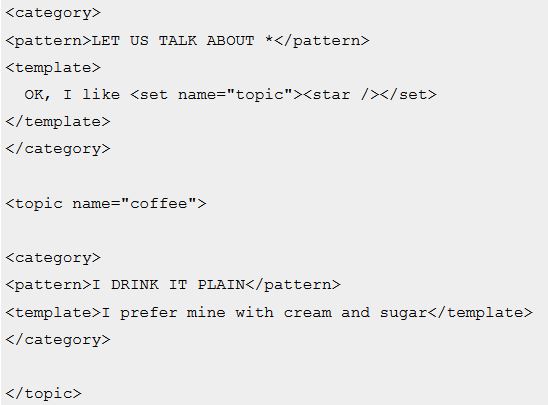 <category>
<pattern>LET US TALK ABOUT *</pattern>
<template>
OK, I like <set name="topic"><star /></set>
</template>
</category>
<topic name="coffee">
<category>
<pattern>I DRINK IT PLAIN</pattern>
<template>I prefer mine with cream and sugar</template>
</category>
</topic>